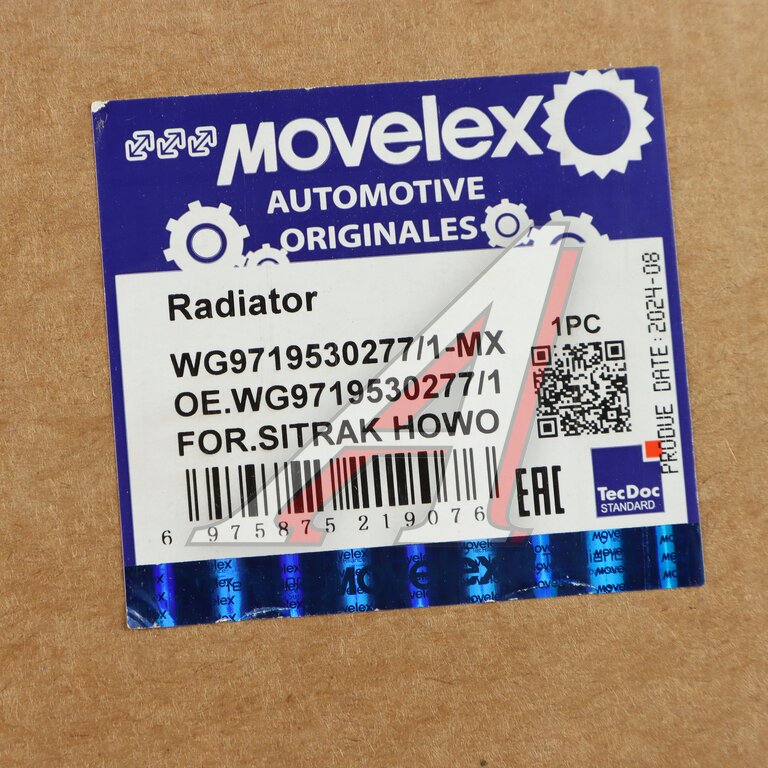 MOVELEX
AUTOMOTIVE
ORIGINALES
Radiator
WG9719530277/1-MX
OE.WG9719530277/1
FOR.SITRAK HOWO
1PC
PRODUE DATE:2024-08
6 975875 219076
EAC
TecDoc
STANDARD
MOVELEX